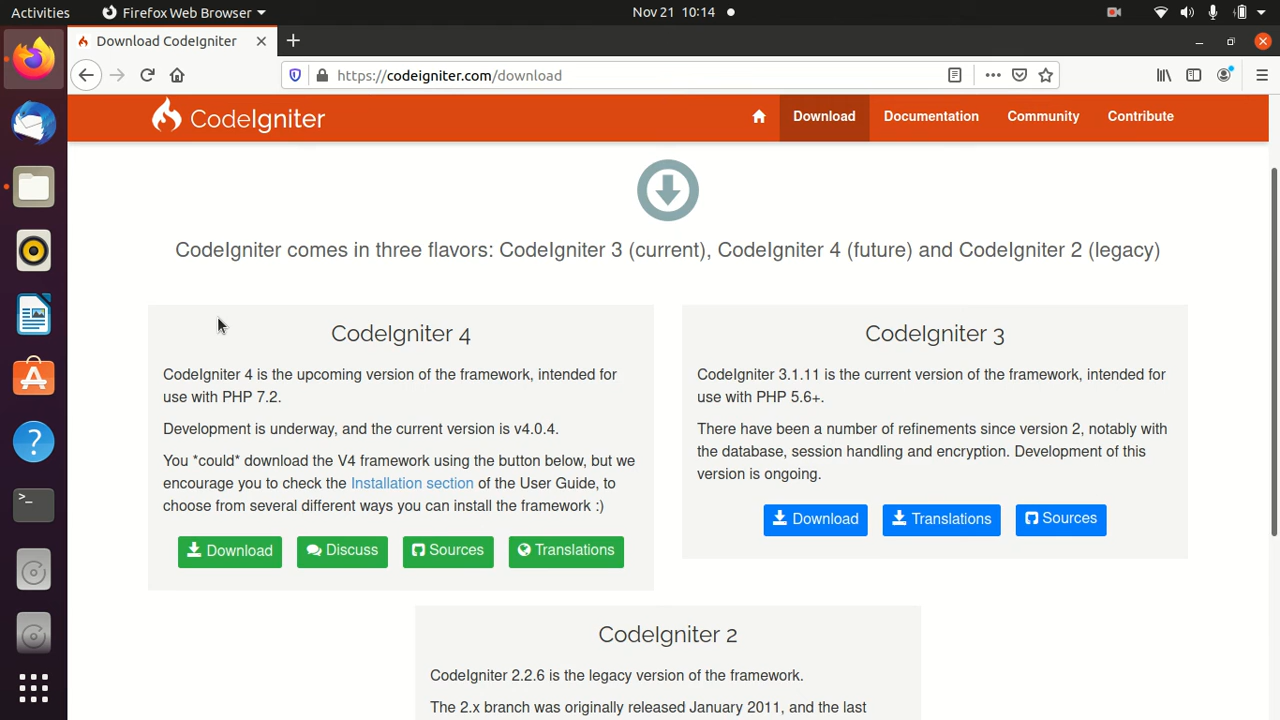 Activities
Firefox Web Browser
Nov 21 10:14
Download CodeIgniter
https://codeigniter.com/download
CodeIgniter
Download
Documentation
Community
Contribute
CodeIgniter comes in three flavors: CodeIgniter 3 (current), CodeIgniter 4 (future) and CodeIgniter 2 (legacy)
CodeIgniter 4
CodeIgniter 4 is the upcoming version of the framework, intended for
use with PHP 7.2.
Development is underway, and the current version is v4.0.4.
You *could* download the V4 framework using the button below, but we
encourage you to check the Installation section of the User Guide, to
choose from several different ways you can install the framework :)
Download
Discuss
Sources
Translations
CodeIgniter 3
CodeIgniter 3.1.11 is the current version of the framework, intended for
use with PHP 5.6+.
There have been a number of refinements since version 2, notably with
the database, session handling and encryption. Development of this
version is ongoing.
Download
Translations
Sources
CodeIgniter 2
CodeIgniter 2.2.6 is the legacy version of the framework.
The 2.x branch was originally released January 2011, and the last